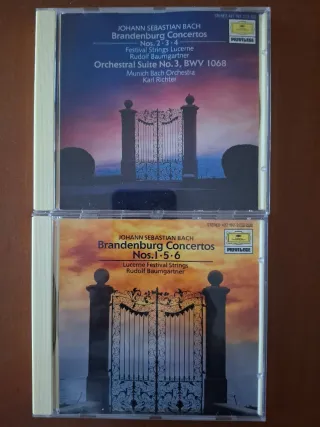 JOHANN SEBASTIAN BACH
Brandenburg Concertos
Nos. 2·3·4
Festival Strings Lucerne
Rudolf Baumgartner
Orchestral Suite No.3, BWV 1068
Munich Bach Orchestra
Karl Richter
PRIVILEGE
JOHANN SEBASTIAN BACH
Brandenburg Concertos
Nos.1·5·6
Lucerne Festival Strings
Rudolf Baumgartner
PRIVILEGE